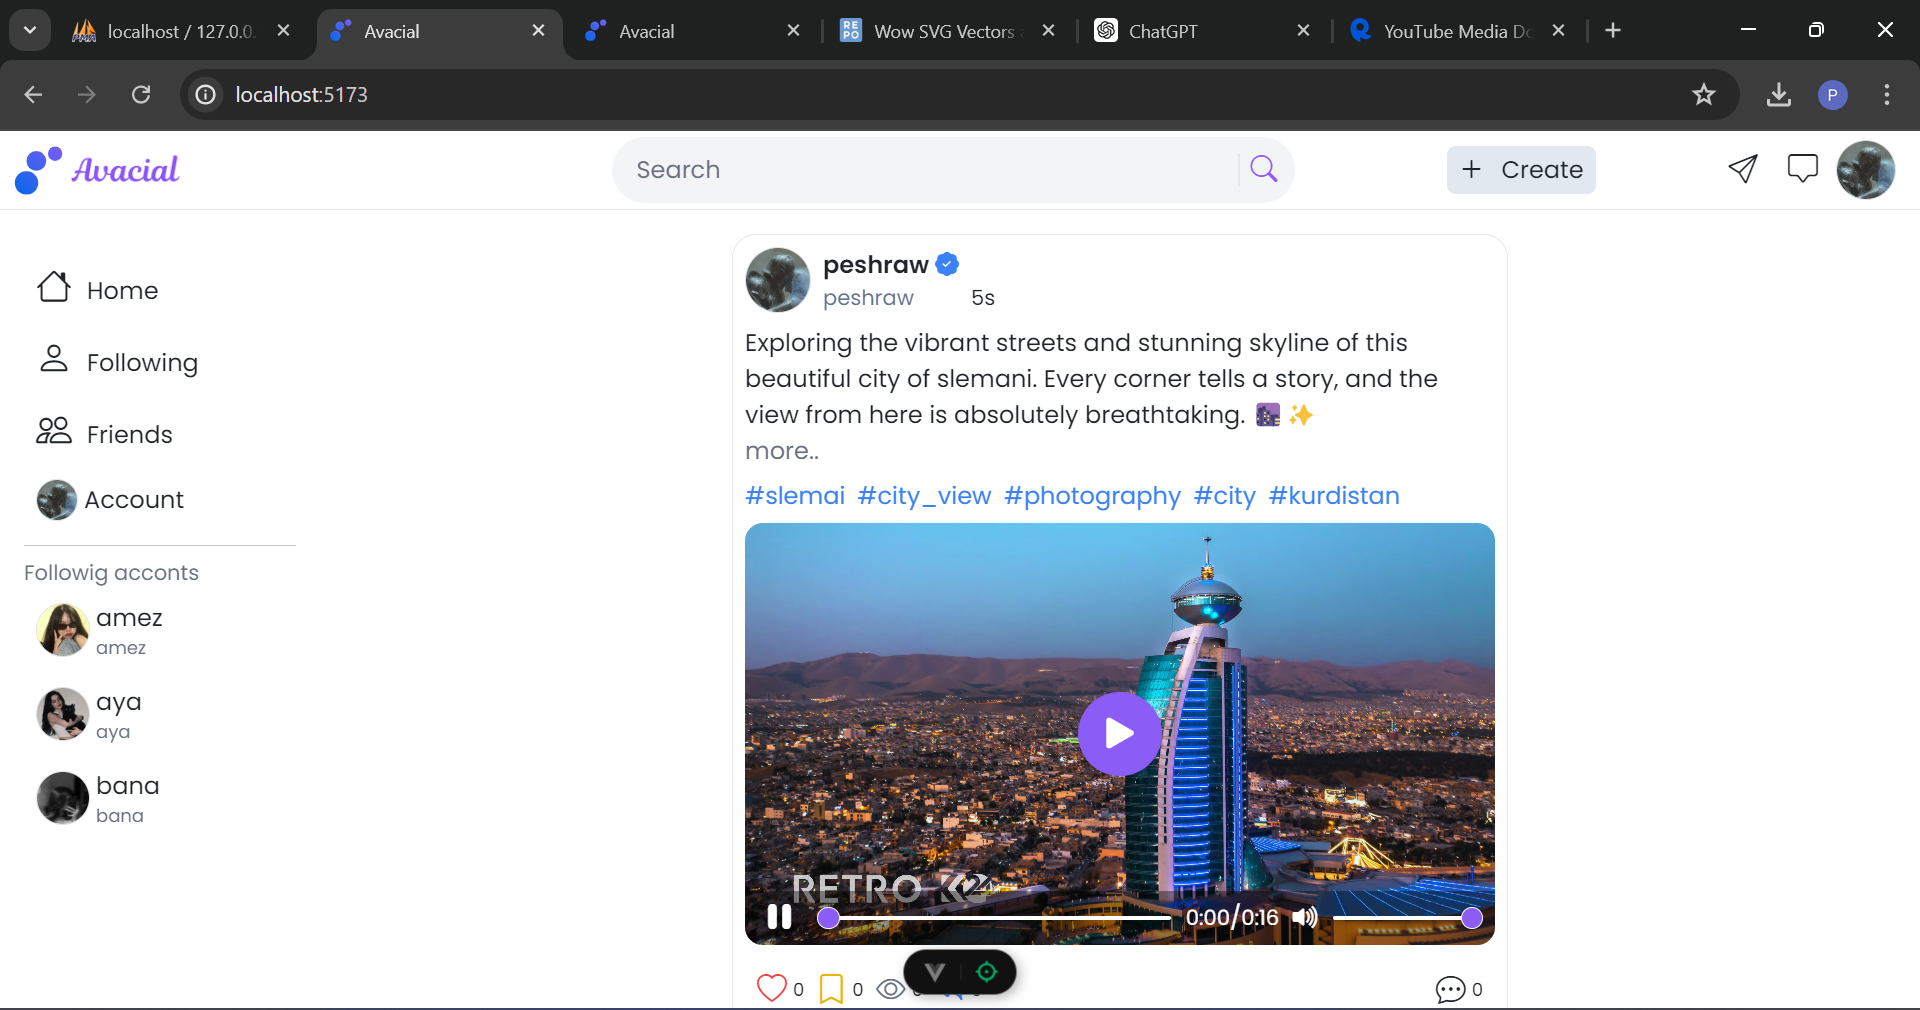 localhost / 127.0.0.
Avacial
Avacial
Wow SVG Vectors
ChatGPT
YouTube Media Do
localhost:5173
P
Avacial
Search
+ Create
Home
Following
Friends
Account
Followig acconts
amez
amez
aya
aya
bana
bana
peshraw
peshraw 5s
Exploring the vibrant streets and stunning skyline of this
beautiful city of slemani. Every corner tells a story, and the
view from here is absolutely breathtaking. 🌆 ✨
more..
#slemai #city_view #photography #city #kurdistan
RETRO
0:00/0:16
0 0
0